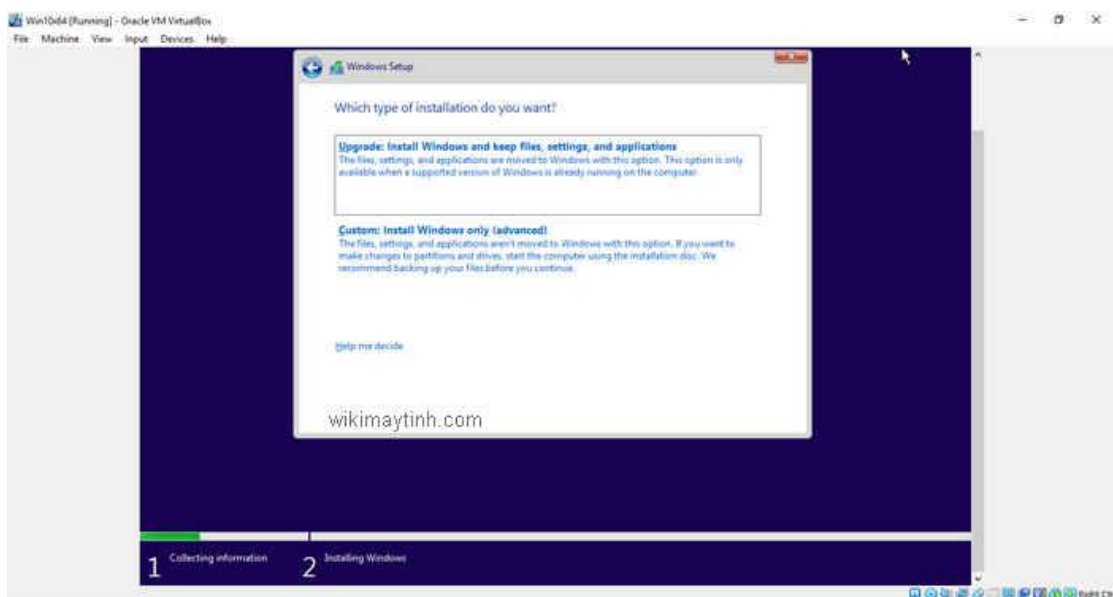 Win10x64 [Running] - Oracle VM VirtualBox
File Machine View Input Devices Help
Windows Setup
Which type of installation do you want?
Upgrade: Install Windows and keep files, settings, and applications
The files, settings, and applications are moved to Windows with this option. This option is only
available when a supported version of Windows is already running on the computer.
Custom: Install Windows only (advanced)
The files, settings, and applications aren't moved to Windows with this option. If you want to
make changes to partitions and drives, start the computer using the installation disc. We
recommend backing up your files before you continue.
Help me decide
wikimaytinh.com
1 Collecting information
2 Installing Windows
Right